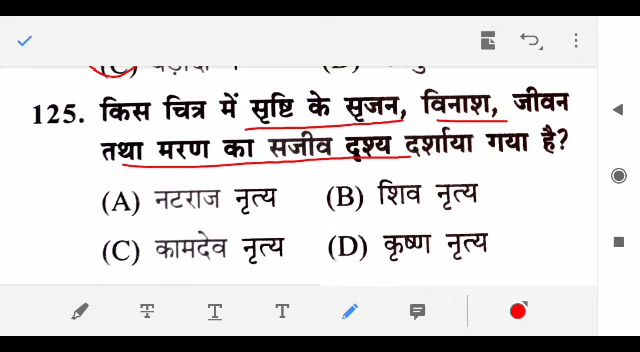 125. किस चित्र में सृष्टि के सृजन, विनाश, जीवन
तथा मरण का सजीव दृश्य दर्शाया गया है?
(A) नटराज नृत्य (B) शिव नृत्य
(C) कामदेव नृत्य (D) कृष्ण नृत्य